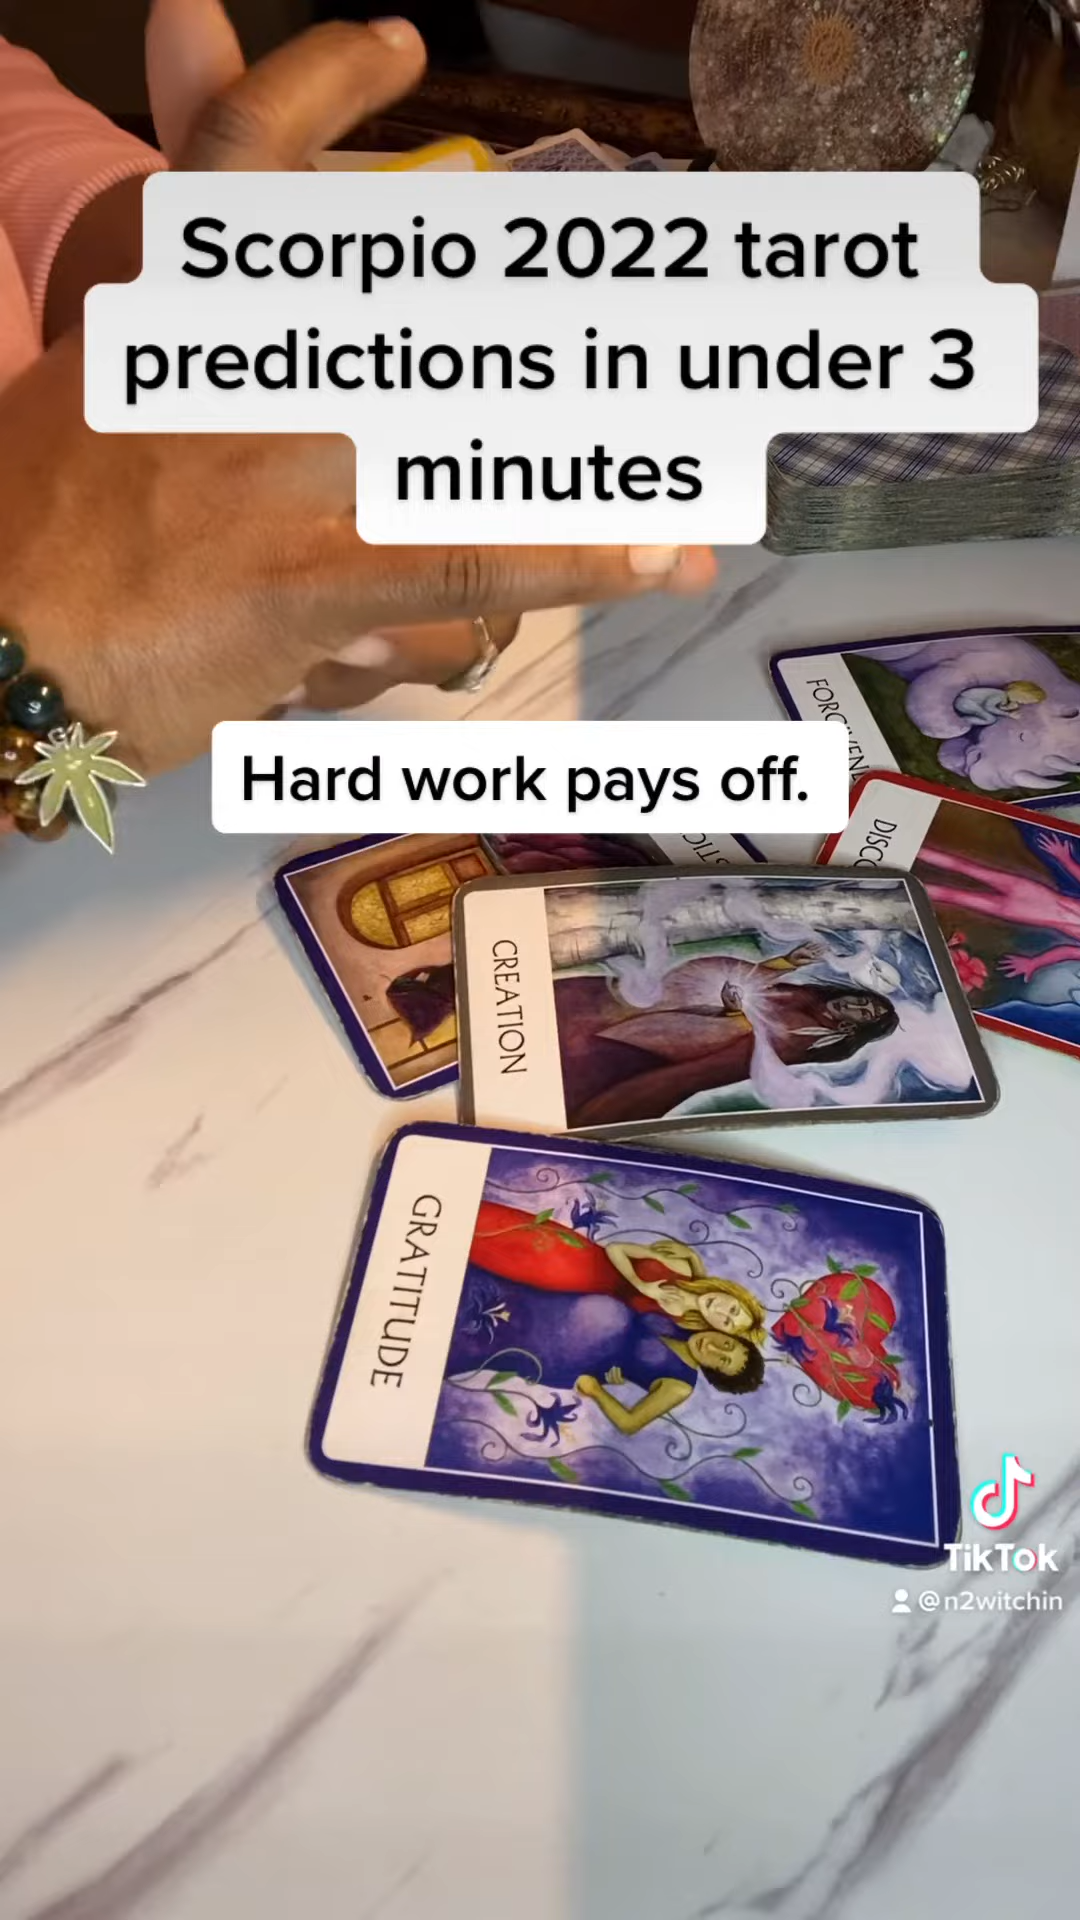 Scorpio 2022 tarot
predictions in under 3
minutes
Hard work pays off.
CREATION
GRATITUDE
TikTok
@n2witchin